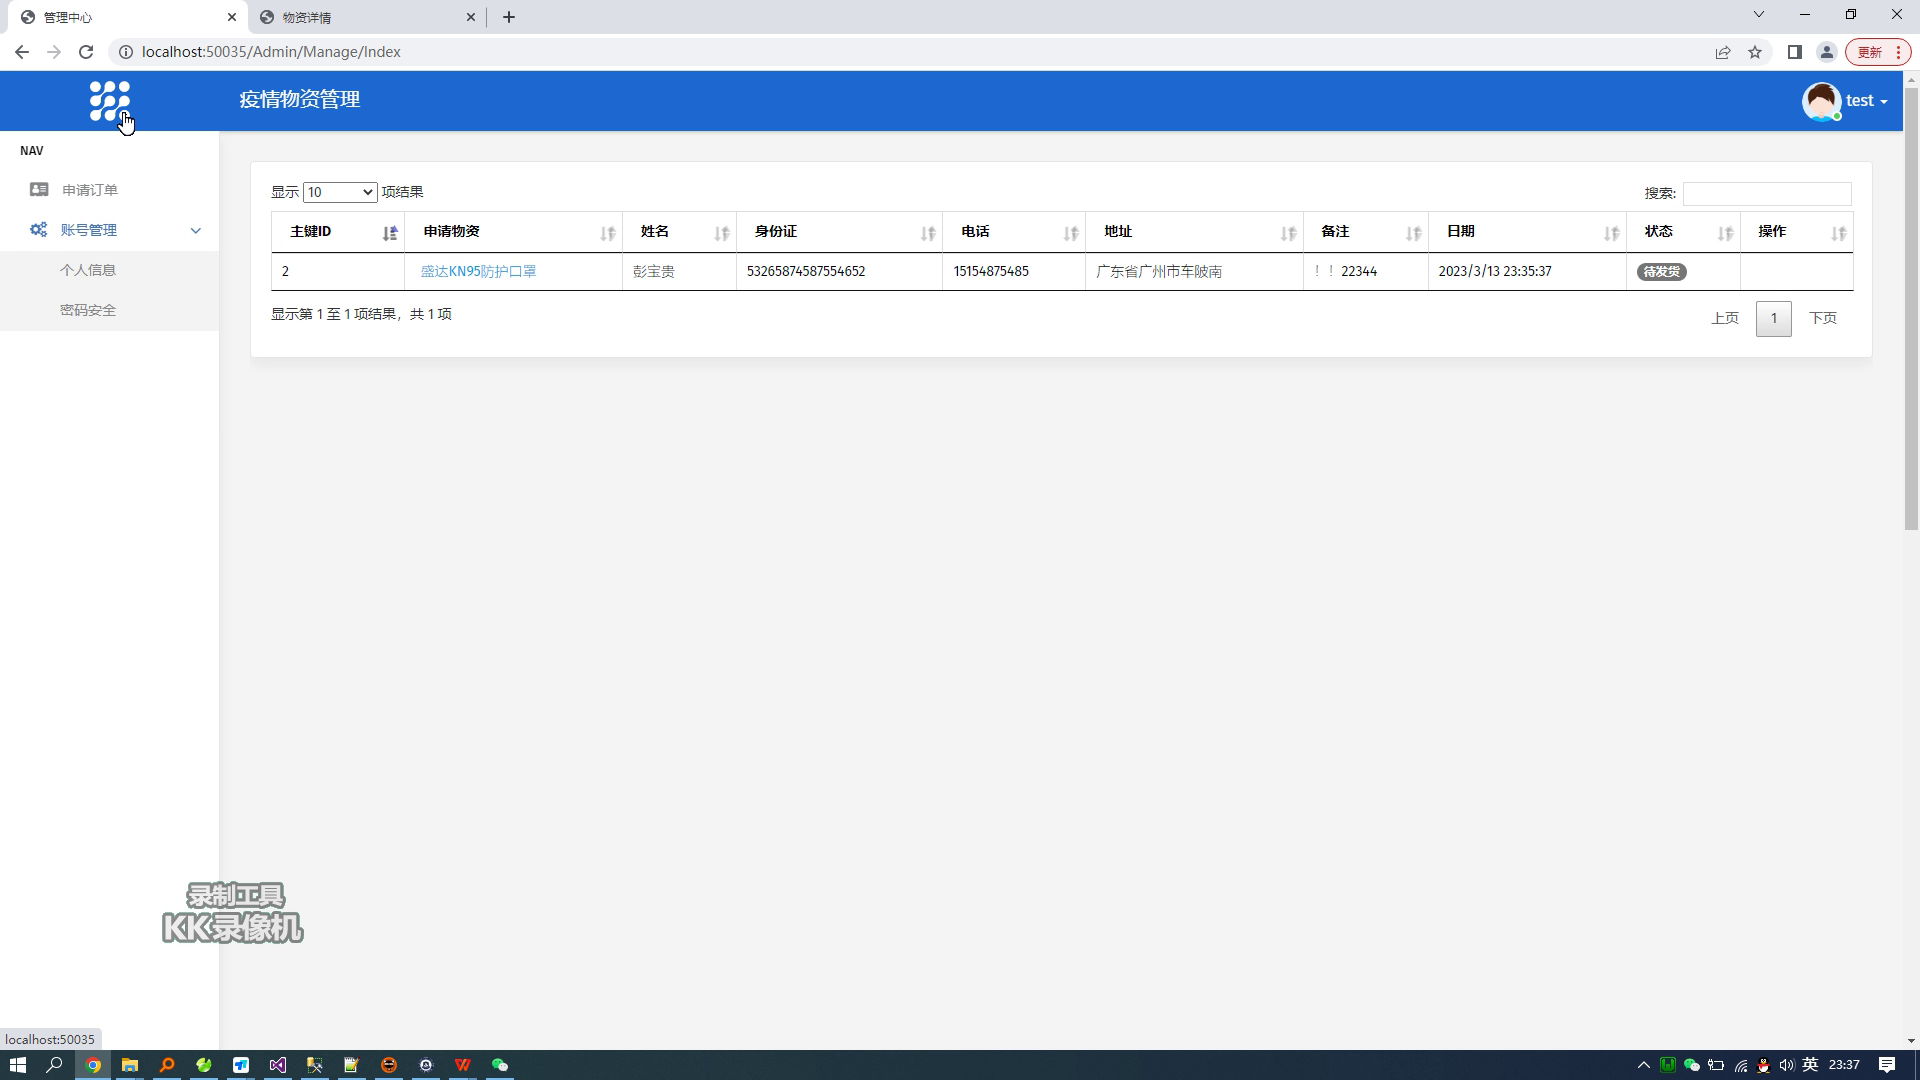 管理中心
物资详情
localhost:50035/Admin/Manage/Index
更新
疫情物资管理
test
NAV
申请订单
账号管理
个人信息
密码安全
显示 10 项结果
搜索:
主键ID 申请物资 姓名 身份证 电话 地址 备注 日期 状态 操作
2 盛达KN95防护口罩 彭宝贵 53265874587554652 15154875485 广东省广州市车陂南 ！！22344 2023/3/13 23:35:37 待发货
显示第 1 至 1 项结果，共 1 项
上页 1 下页
录制工具
KK录像机
localhost:50035
英 23:37